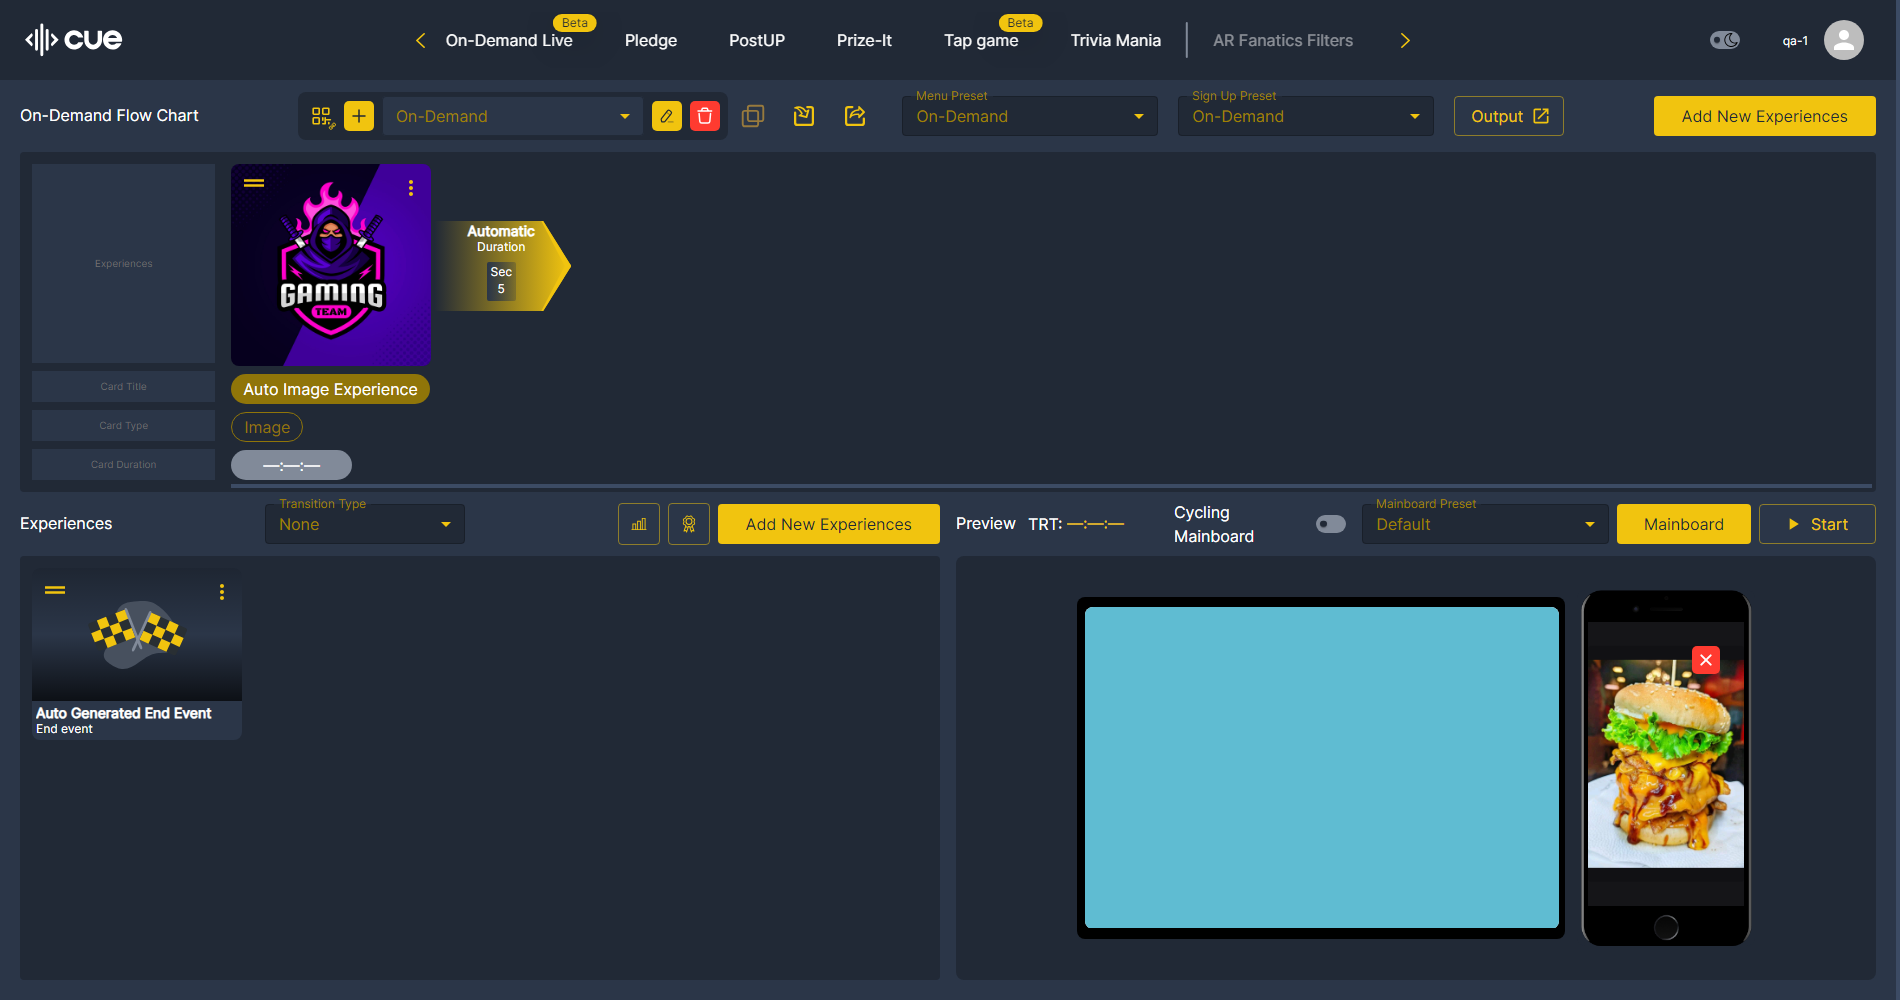 cue
On-Demand Live
Beta
Pledge
PostUP
Prize-It
Tap game
Beta
Trivia Mania
AR Fanatics Filters
qa-1
On-Demand Flow Chart
On-Demand
Menu Preset
On-Demand
Sign Up Preset
On-Demand
Output
Add New Experiences
Experiences
Card Title
Card Type
Card Duration
GAMING
TEAM
Automatic
Duration
Sec
5
Auto Image Experience
Image
—:—:—
Experiences
Transition Type
None
Add New Experiences
Preview
TRT: —:—:—
Cycling
Mainboard
Mainboard Preset
Default
Mainboard
Start
Auto Generated End Event
End event